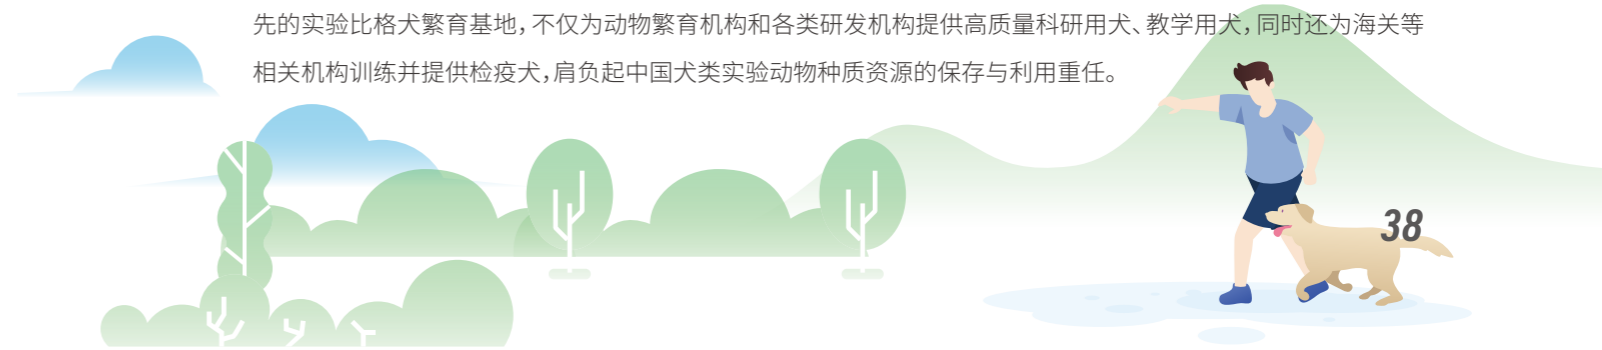 先的实验比格犬繁育基地，不仅为动物繁育机构和各类研发机构提供高质量科研用犬、教学用犬，同时还为海关等
相关机构训练并提供检疫犬，肩负起中国犬类实验动物种质资源的保存与利用重任。
38